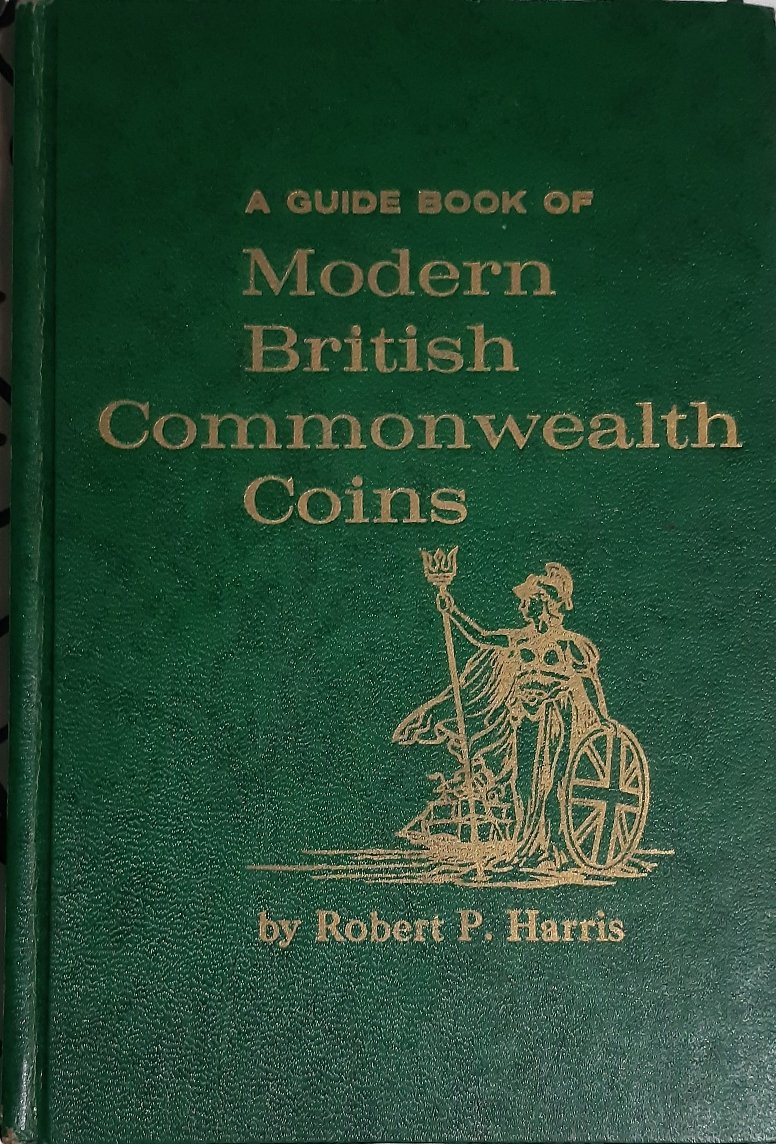 A GUIDE BOOK OF
Modern
British
Commonwealth
Coins
by Robert P. Harris